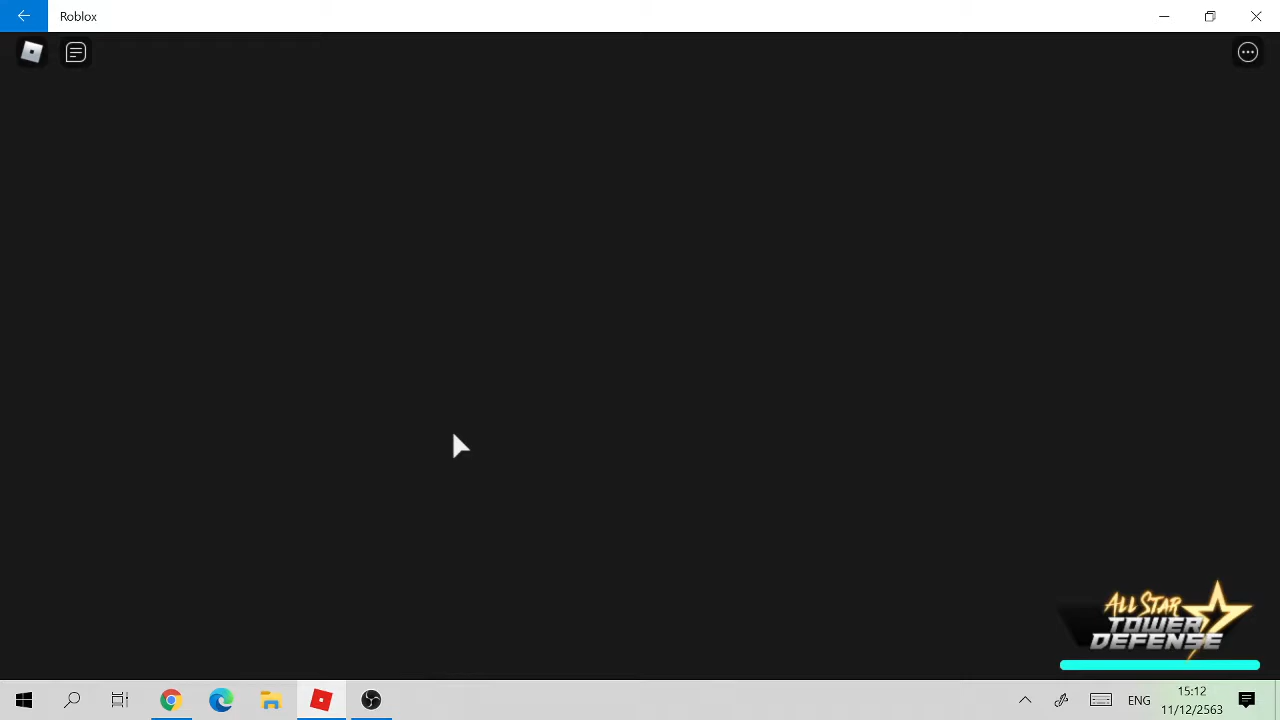 Roblox
ALL STAR
TOWER
DEFENSE
ENG
15:12
11/12/2563